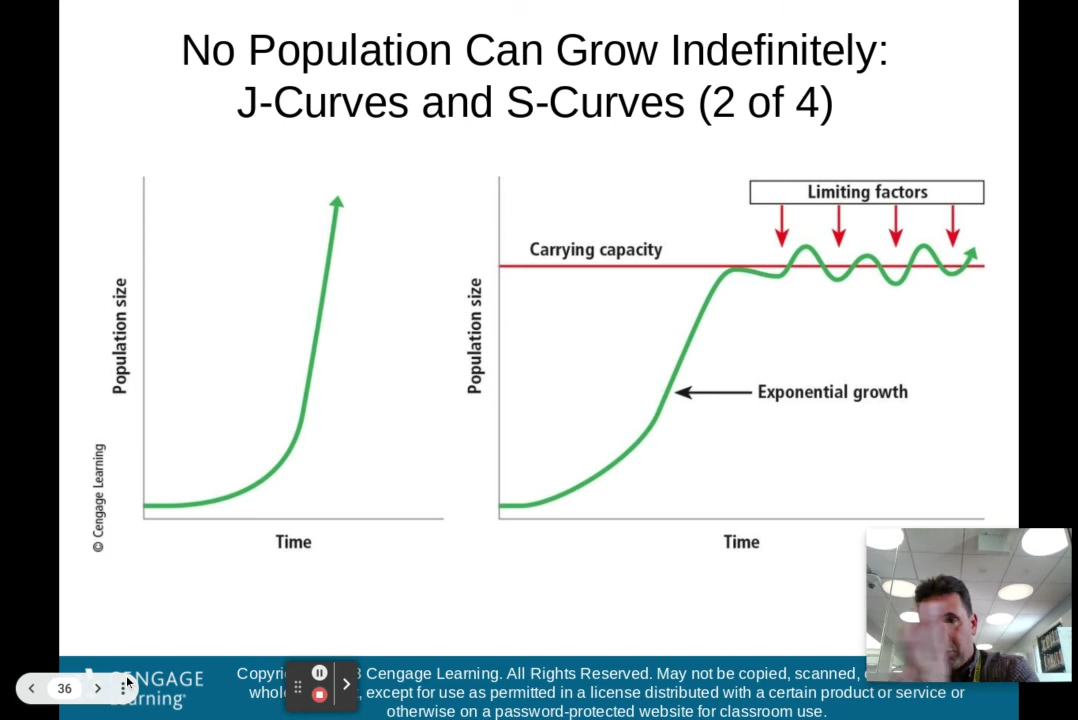 No Population Can Grow Indefinitely:
J-Curves and S-Curves (2 of 4)
Limiting factors
Carrying capacity
Population size
Population size
Exponential growth
© Cengage Learning
Time
Time
CENGAGE
Learning
Cengage Learning. All Rights Reserved. May not be copied, scanned,
except for use as permitted in a license distributed with a certain product or service or
otherwise on a password-protected website for classroom use.
36